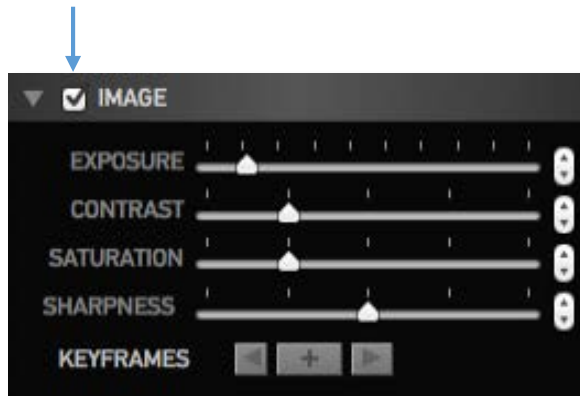 IMAGE
EXPOSURE
CONTRAST
SATURATION
SHARPNESS
KEYFRAMES